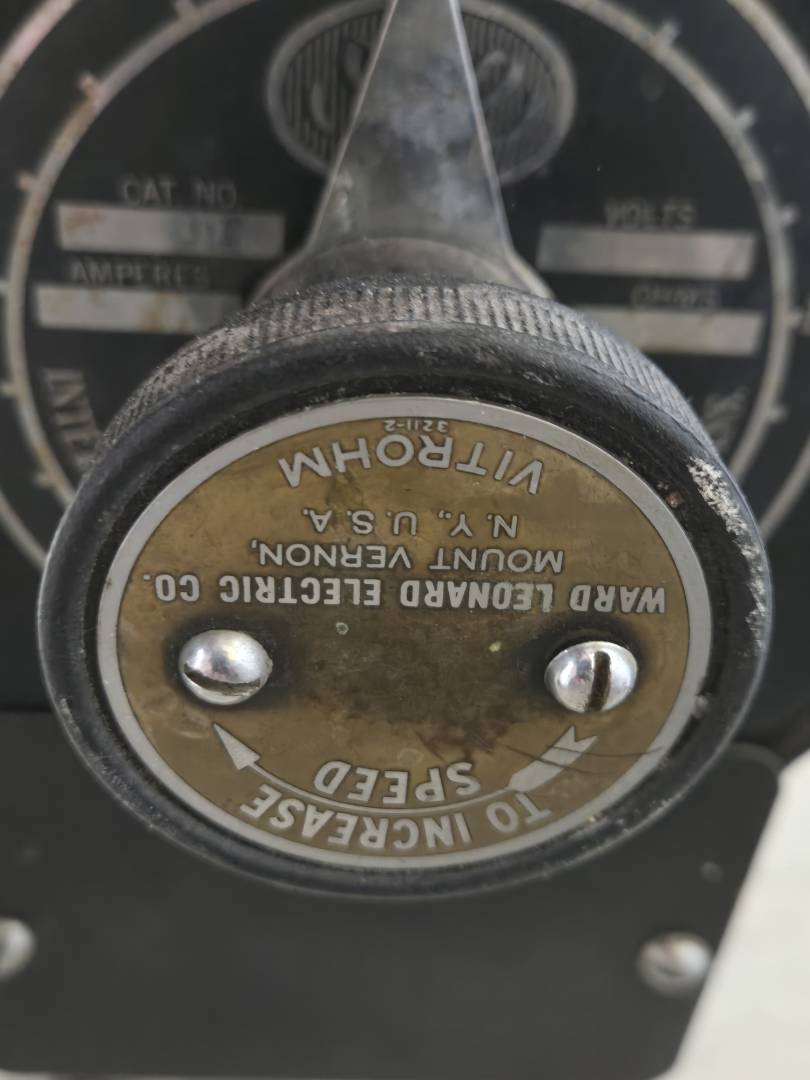 TO INCREASE
SPEED
WARD LEONARD ELECTRIC CO.
MOUNT VERNON,
N.Y., U.S.A.
VITROHM
3211-2
CAT NO.
VOLTS
AMPERES
OHMS